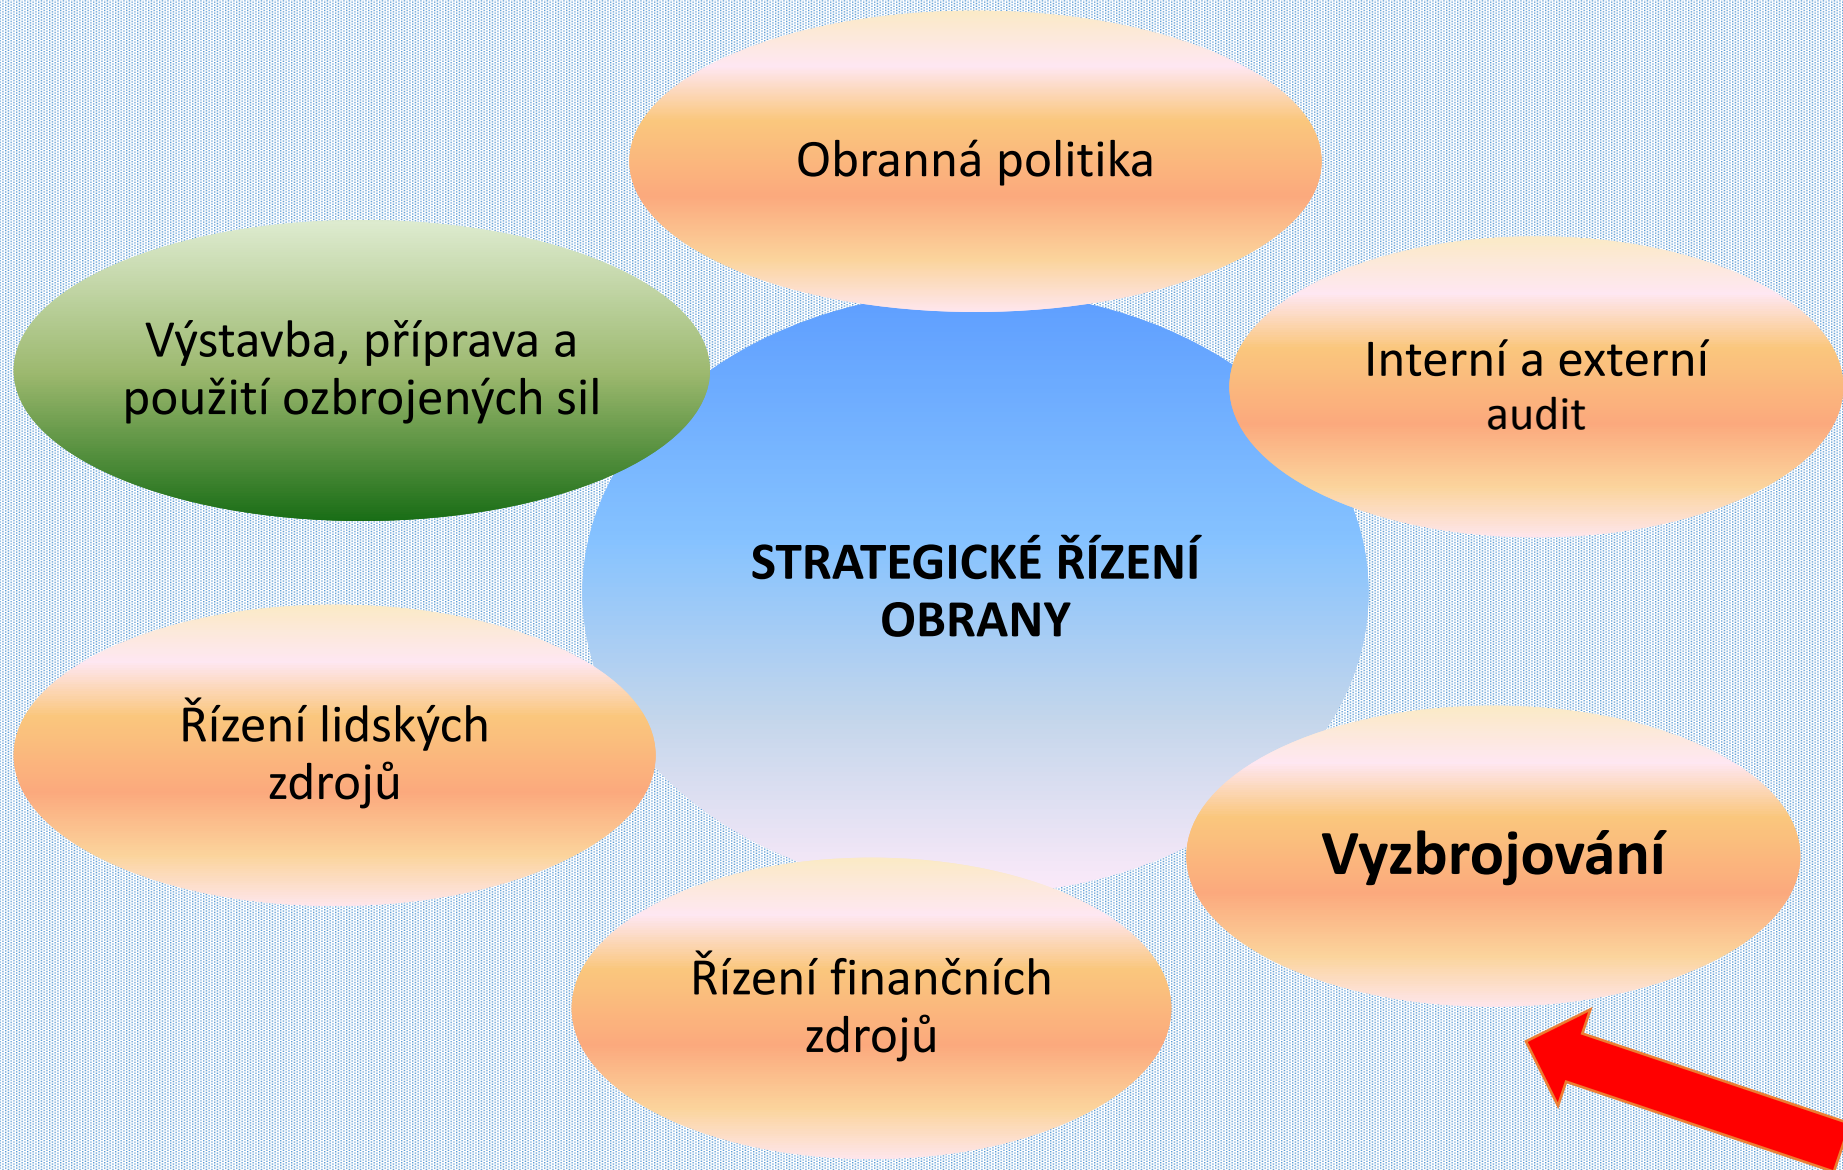 Obranná politika
Výstavba, příprava a
použití ozbrojených sil
Interní a externí
audit
STRATEGICKÉ ŘÍZENÍ
OBRANY
Řízení lidských
zdrojů
Vyzbrojování
Řízení finančních
zdrojů